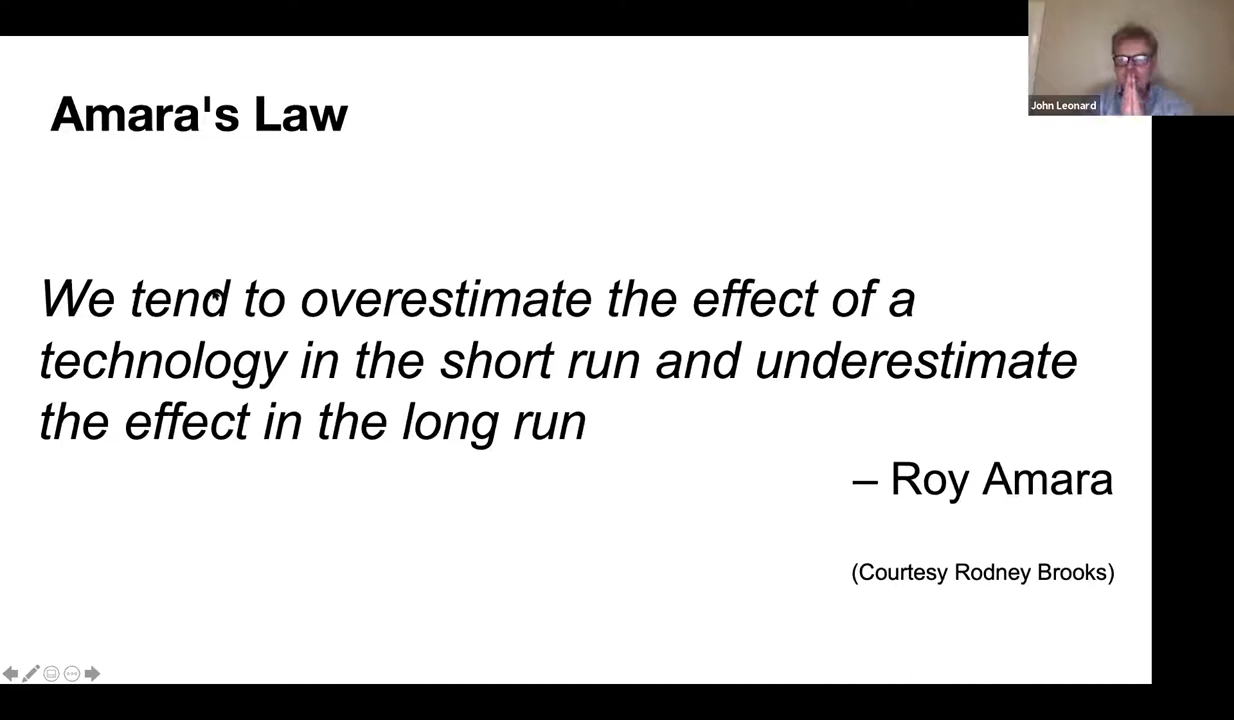 John Leonard
Amara's Law
We tend to overestimate the effect of a
technology in the short run and underestimate
the effect in the long run
– Roy Amara
(Courtesy Rodney Brooks)